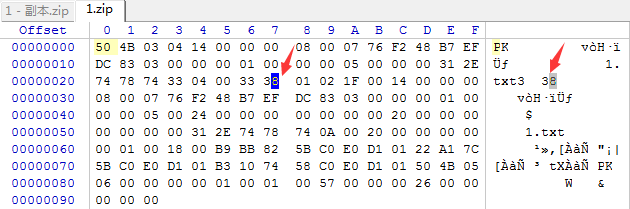 1 - 副本.zip 1.zip
Offset 0 1 2 3 4 5 6 7 8 9 A B C D E F
00000000 50 4B 03 04 14 00 00 00 08 00 07 76 F2 48 B7 EF PK vòH·ï
00000010 DC 83 03 00 00 00 01 00 00 00 05 00 00 00 31 2E Üƒ 1.
00000020 74 78 74 33 04 00 33 38 01 02 1F 00 14 00 00 00 txt3 38
00000030 08 00 07 76 F2 48 B7 EF DC 83 03 00 00 00 01 00 vòH·ïÜƒ
00000040 00 00 05 00 24 00 00 00 00 00 00 00 20 00 00 00 $
00000050 00 00 00 00 31 2E 74 78 74 0A 00 20 00 00 00 00 1.txt
00000060 00 01 00 18 00 B9 BB 82 5B C0 E0 D1 01 22 A1 7C ¹»‚[ÀàÑ "¡|
00000070 5B C0 E0 D1 01 B3 10 74 58 C0 E0 D1 01 50 4B 05 [ÀàÑ ³ tXÀàÑ PK
00000080 06 00 00 00 00 01 00 01 00 57 00 00 00 26 00 00 W &
00000090 00 00 00 00